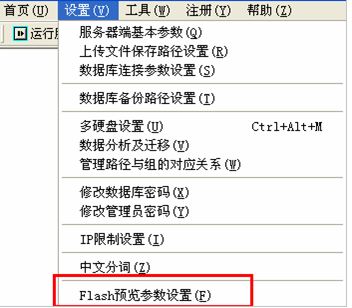 首页(U) 设置(V) 工具(W) 注册(Y) 帮助(Z)
运行
服务器端基本参数(Q)
上传文件保存路径设置(R)
数据库连接参数设置(S)
数据库备份路径设置(T)
多硬盘设置(U) Ctrl+Alt+M
数据分析及迁移(V)
管理路径与组的对应关系(W)
修改数据库密码(X)
修改管理员密码(Y)
IP限制设置(I)
中文分词(Z)
Flash预览参数设置(F)